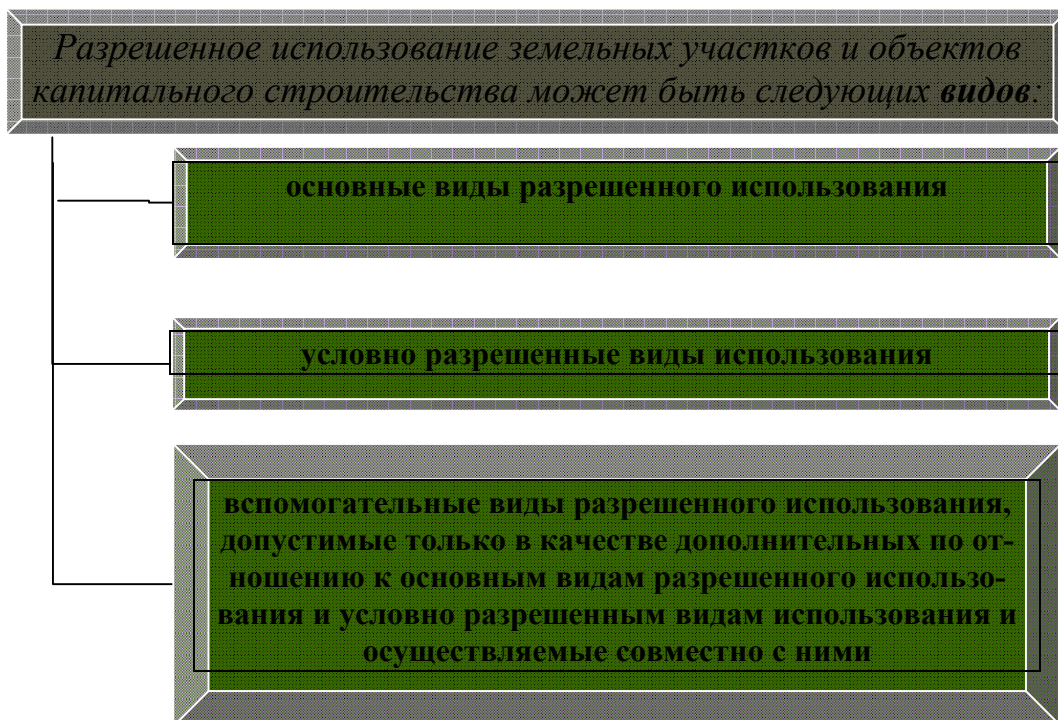 Разрешенное использование земельных участков и объектов
капитального строительства может быть следующих видов:
основные виды разрешенного использования
условно разрешенные виды использования
вспомогательные виды разрешенного использования,
допустимые только в качестве дополнительных по от-
ношению к основным видам разрешенного использо-
вания и условно разрешенным видам использования и
осуществляемые совместно с ними